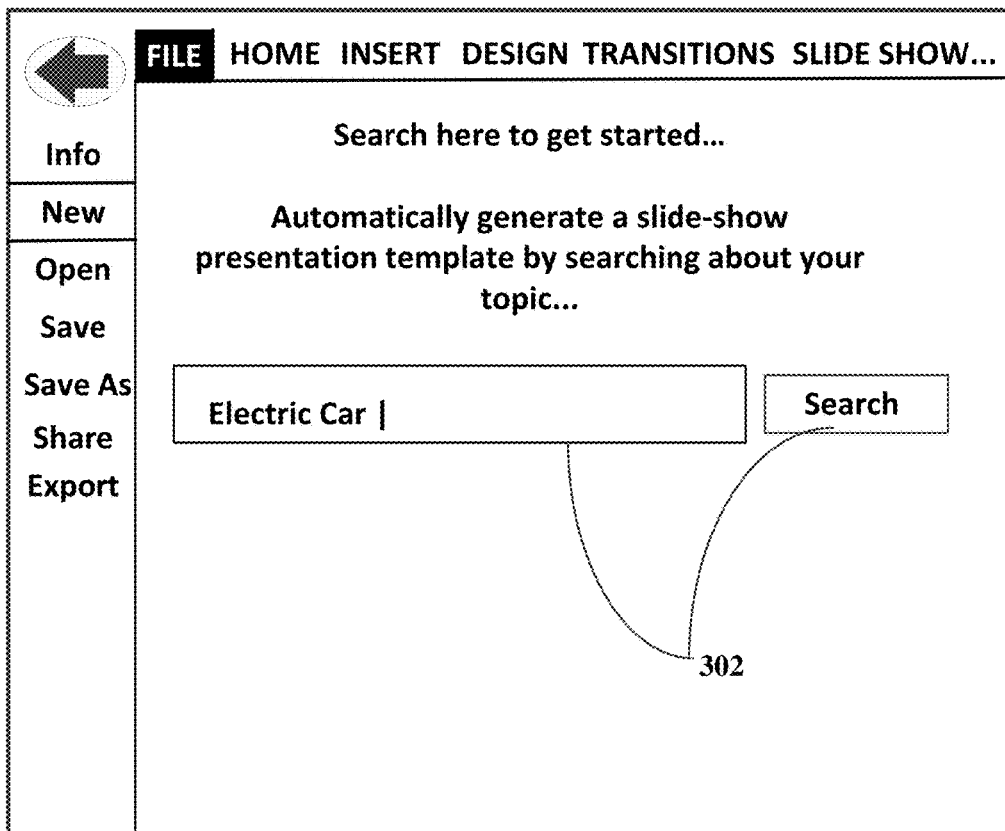 FILE HOME INSERT DESIGN TRANSITIONS SLIDE SHOW...
Info
New
Open
Save
Save As
Share
Export
Search here to get started...
Automatically generate a slide-show
presentation template by searching about your
topic...
Electric Car |
Search
302